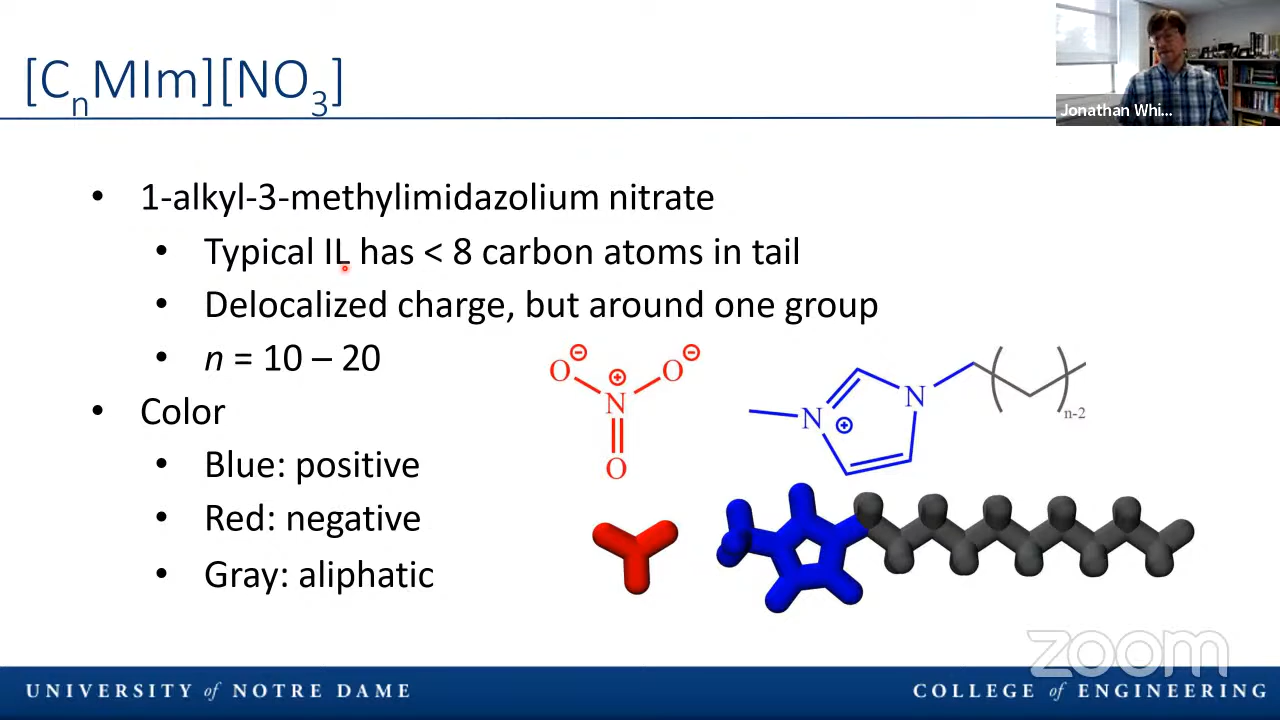 [CnMIm][NO3]
Jonathan Whi...
• 1-alkyl-3-methylimidazolium nitrate
• Typical IL has < 8 carbon atoms in tail
• Delocalized charge, but around one group
• n = 10 – 20
• Color
• Blue: positive
• Red: negative
• Gray: aliphatic
O⊖ O⊖
N⊕
O
N⊕ N
n-2
zoom
UNIVERSITY of NOTRE DAME
COLLEGE of ENGINEERING